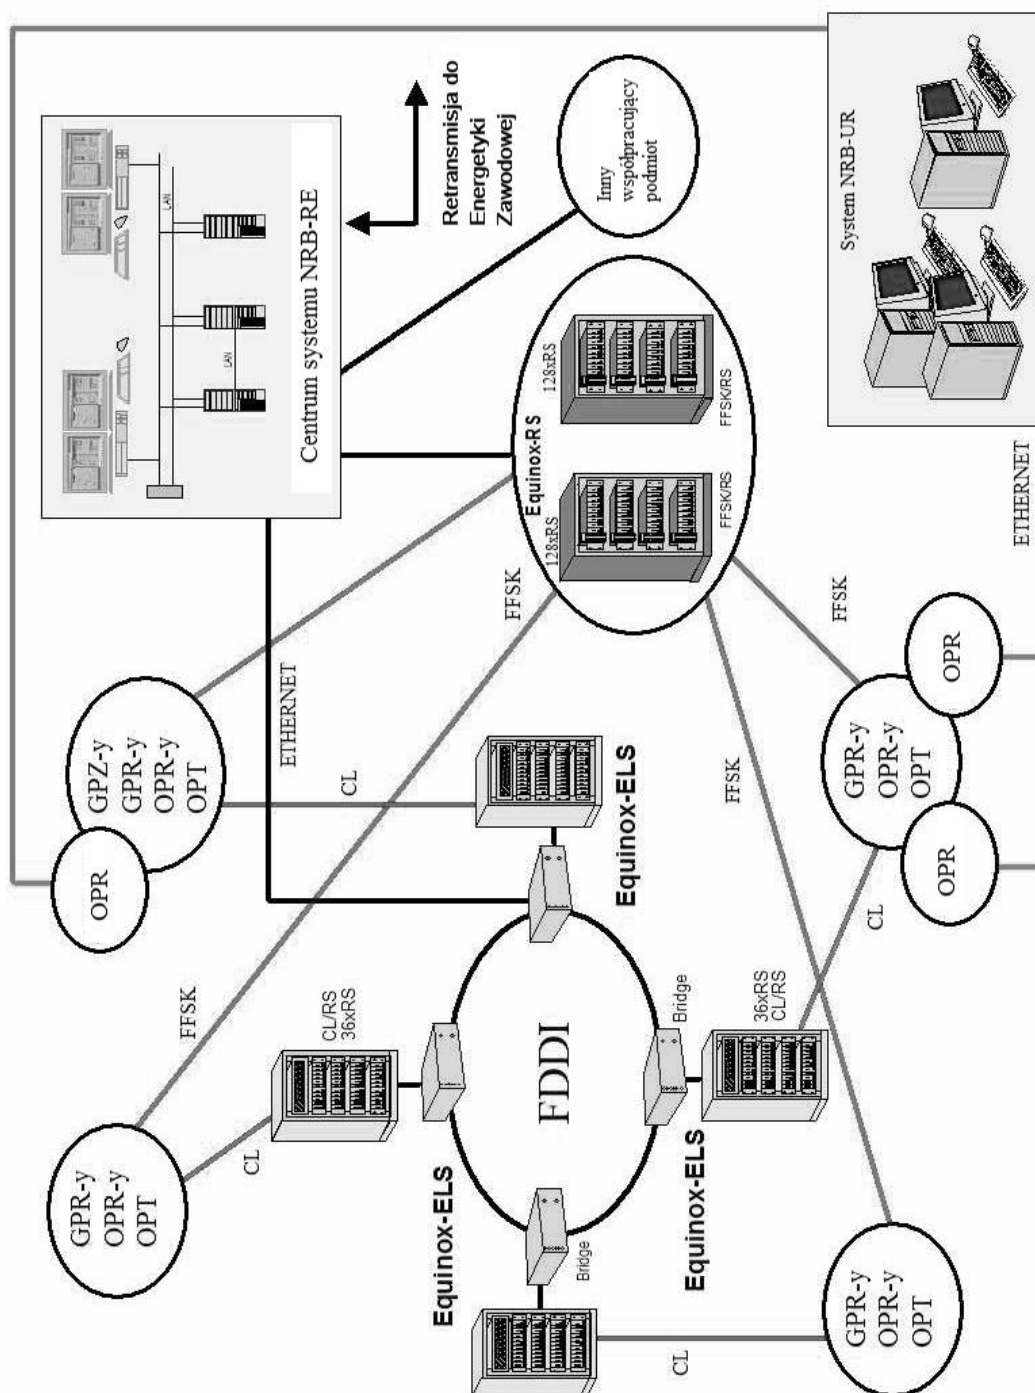 GPR-y
OPR-y
OPT
OPR
GPZ-y
GPR-y
OPR-y
OPT
LAN
LAN
Centrum systemu NRB-RE
FFSK
CL
ETHERNET
CL
CL/RS
36xRS
Equinox-ELS
FFSK
Retransmisja do
Energetyki
Zawodowej
Equinox-RS
128xRS
128xRS
FFSK/RS
FFSK/RS
Inny
współpracujący
podmiot
FDDI
Bridge
Equinox-ELS
Bridge
Equinox-ELS
36xRS
CL/RS
CL
FFSK
FFSK
CL
GPR-y
OPR-y
OPT
GPR-y
OPR-y
OPT
OPR
OPR
System NRB-UR
ETHERNET